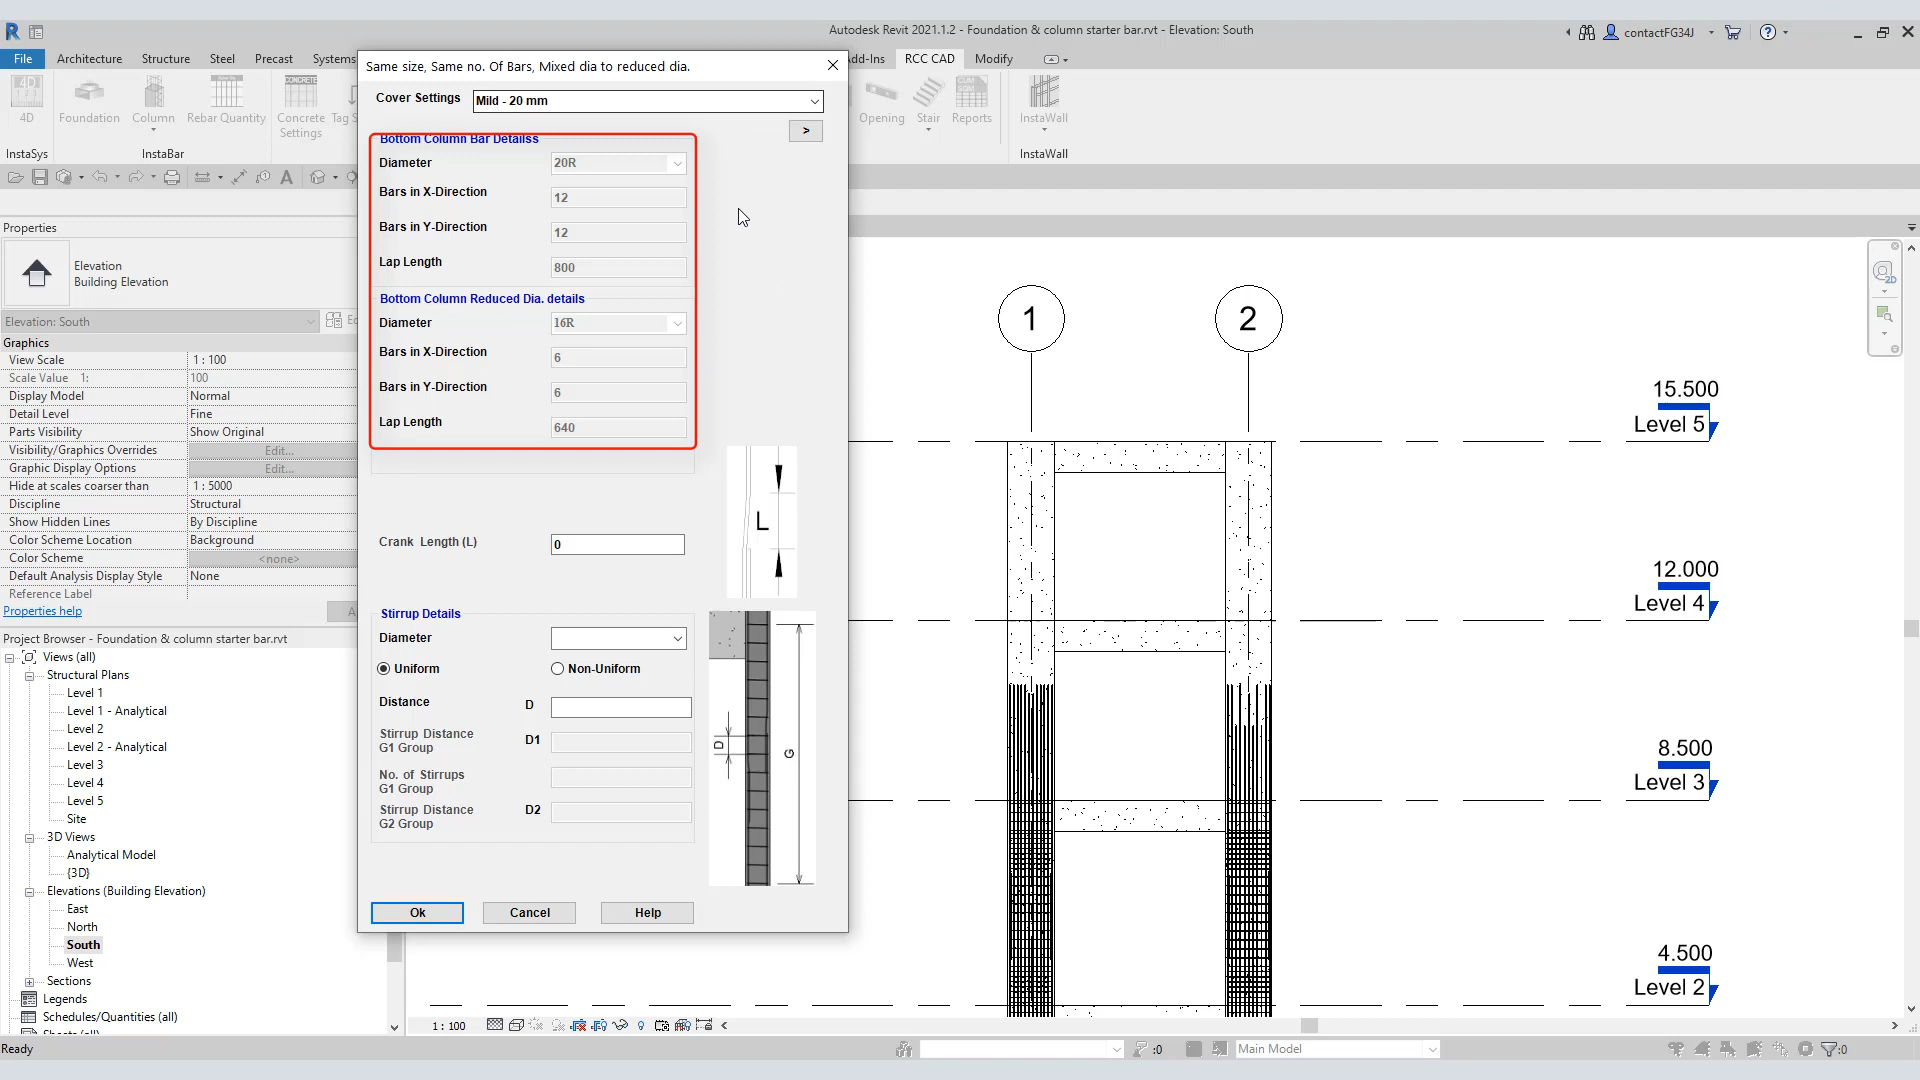 Autodesk Revit 2021.1.2 - Foundation & column starter bar.rvt - Elevation: South
contactFG34J
File
Architecture
Structure
Steel
Precast
Systems
Add-Ins
RCC CAD
Modify
4D
Foundation
Column
Rebar Quantity
Concrete
Settings
Tag S
Opening
Stair
Reports
InstaWall
InstaSys
InstaBar
InstaWall
Same size, Same no. Of Bars, Mixed dia to reduced dia.
Cover Settings
Mild - 20 mm
>
Bottom Column Bar Detailss
Diameter
20R
Bars in X-Direction
12
Bars in Y-Direction
12
Lap Length
800
Bottom Column Reduced Dia. details
Diameter
16R
Bars in X-Direction
6
Bars in Y-Direction
6
Lap Length
640
Crank Length (L)
0
L
Stirrup Details
Diameter
Uniform
Non-Uniform
Distance
D
Stirrup Distance
G1 Group
D1
No. of Stirrups
G1 Group
Stirrup Distance
G2 Group
D2
D
G
Ok
Cancel
Help
Properties
Elevation
Building Elevation
Elevation: South
Graphics
View Scale
1 : 100
Scale Value 1:
100
Display Model
Normal
Detail Level
Fine
Parts Visibility
Show Original
Visibility/Graphics Overrides
Edit...
Graphic Display Options
Edit...
Hide at scales coarser than
1 : 5000
Discipline
Structural
Show Hidden Lines
By Discipline
Color Scheme Location
Background
Color Scheme
<none>
Default Analysis Display Style
None
Reference Label
Properties help
Project Browser - Foundation & column starter bar.rvt
Views (all)
Structural Plans
Level 1
Level 1 - Analytical
Level 2
Level 2 - Analytical
Level 3
Level 4
Level 5
Site
3D Views
Analytical Model
{3D}
Elevations (Building Elevation)
East
North
South
West
Sections
Legends
Schedules/Quantities (all)
Sheets (all)
1
2
15.500
Level 5
12.000
Level 4
8.500
Level 3
4.500
Level 2
2D
1 : 100
Ready
:0
Main Model
:0